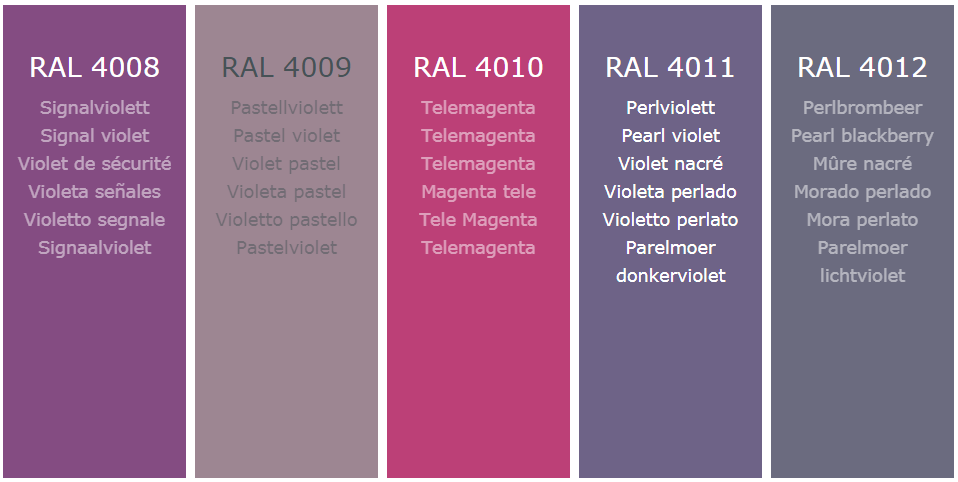 RAL 4008
Signalviolett
Signal violet
Violet de sécurité
Violeta señales
Violetto segnale
Signaalviolet
RAL 4009
Pastellviolett
Pastel violet
Violet pastel
Violeta pastel
Violetto pastello
Pastelviolet
RAL 4010
Telemagenta
Telemagenta
Telemagenta
Magenta tele
Tele Magenta
Telemagenta
RAL 4011
Perlviolett
Pearl violet
Violet nacré
Violeta perlado
Violetto perlato
Parelmoer
donkerviolet
RAL 4012
Perlbrombeer
Pearl blackberry
Mûre nacré
Morado perlado
Mora perlato
Parelmoer
lichtviolet